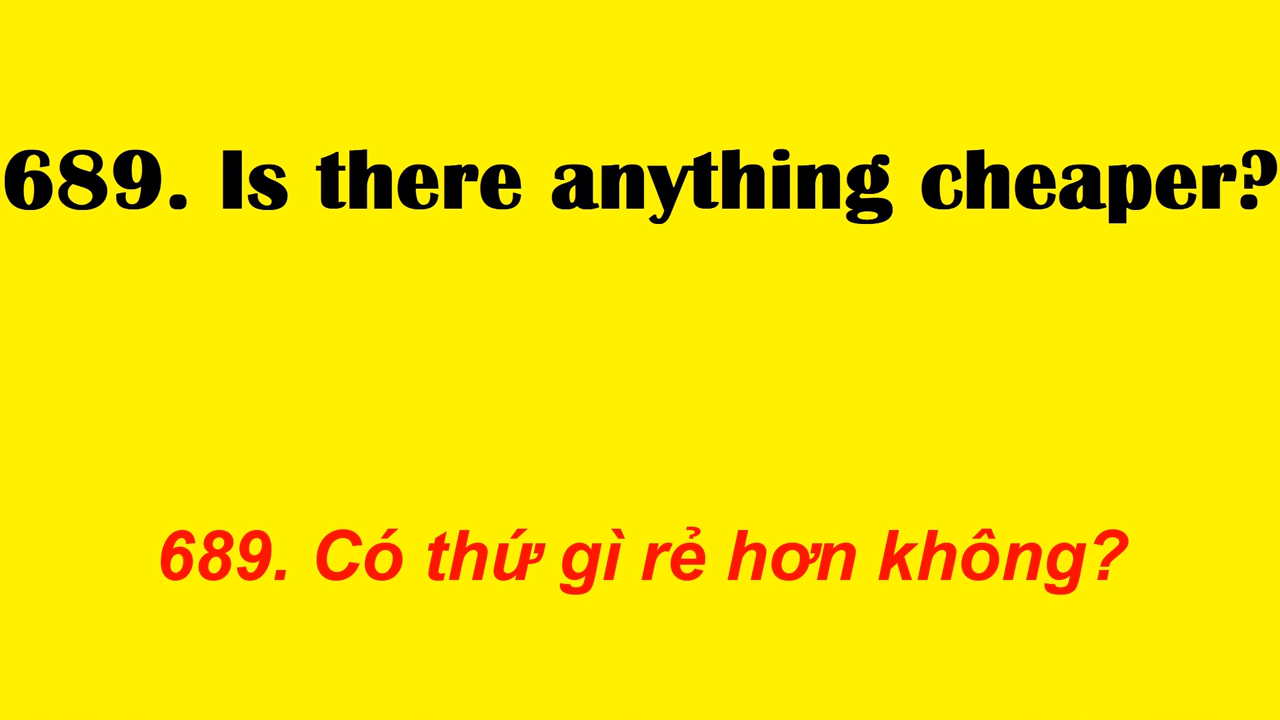 689. Is there anything cheaper?
689. Có thứ gì rẻ hơn không?